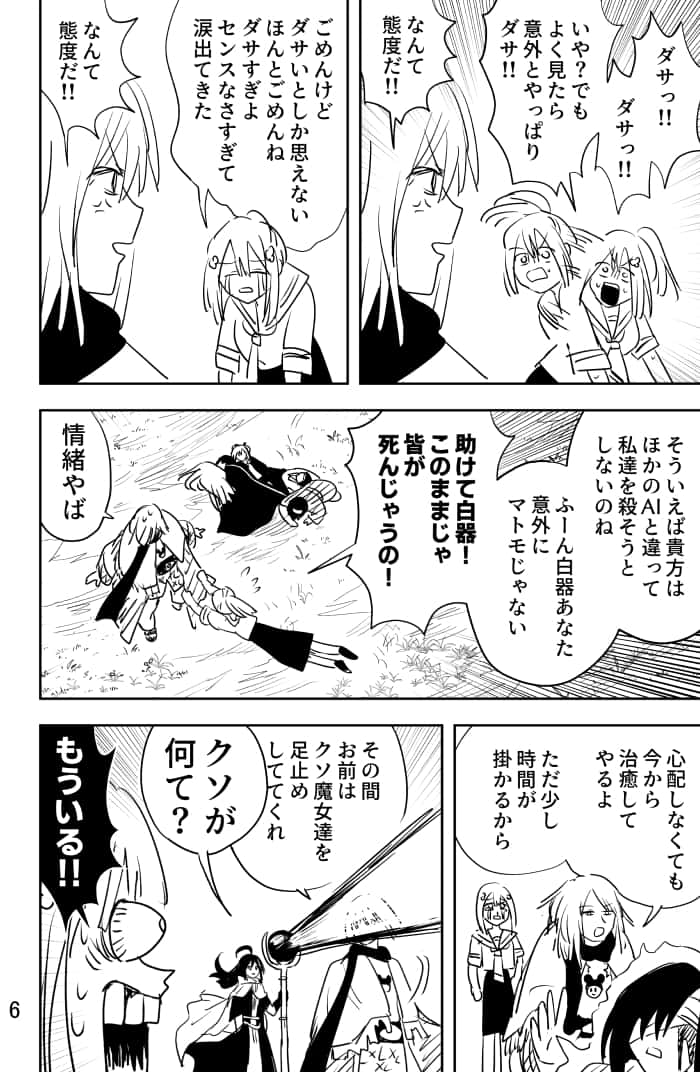 ダサっ!!
ダサっ!!
いや?でも
よく見たら
意外とやっぱり
ダサ!!
なんて
態度だ!!
ごめんけど
ダサいとしか思えない
ほんとごめんね
ダサすぎよ
センスなさすぎて
涙出てきた
なんて
態度だ!!
そういえば貴方は
ほかのAIと違って
私達を殺そうと
しないのね
ふーん白器あなた
意外に
マトモじゃない
助けて白器!
このままじゃ
皆が
死んじゃうの!
情緒やば
心配しなくても
今から
治癒して
やるよ
ただ少し
時間が
掛かるから
その間
お前は
クソ魔女達を
足止め
しててくれ
クソが
何て?
もういる!!
6